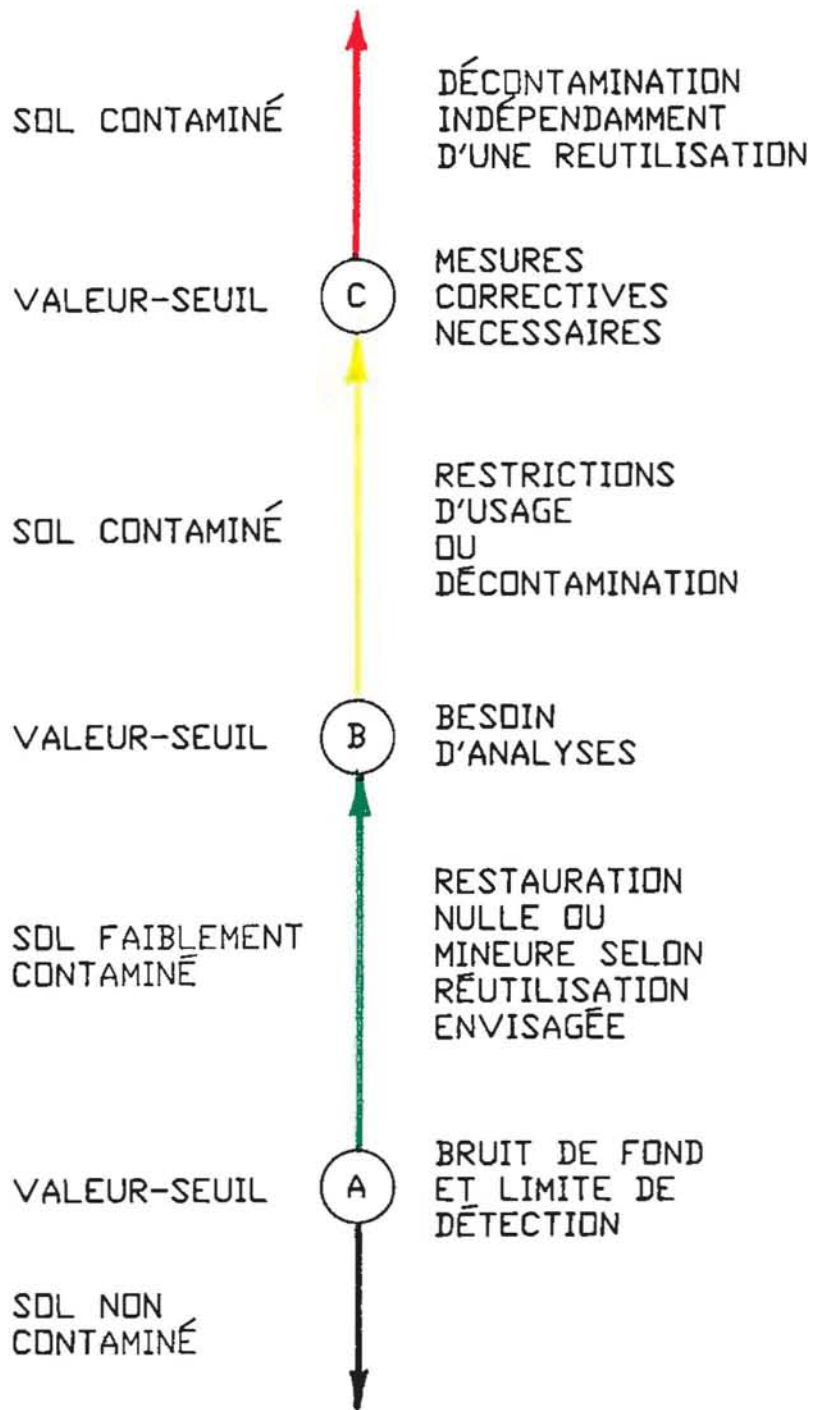 SOL CONTAMINÉ
DÉCONTAMINATION
INDÉPENDAMMENT
D'UNE REUTILISATION
VALEUR-SEUIL
C
MESURES
CORRECTIVES
NECESSAIRES
SOL CONTAMINÉ
RESTRICTIONS
D'USAGE
OU
DÉCONTAMINATION
VALEUR-SEUIL
B
BESOIN
D'ANALYSES
SOL FAIBLEMENT
CONTAMINÉ
RESTAURATION
NULLE OU
MINEURE SELON
RÉUTILISATION
ENVISAGÉE
VALEUR-SEUIL
A
BRUIT DE FOND
ET LIMITE DE
DÉTECTION
SOL NON
CONTAMINÉ